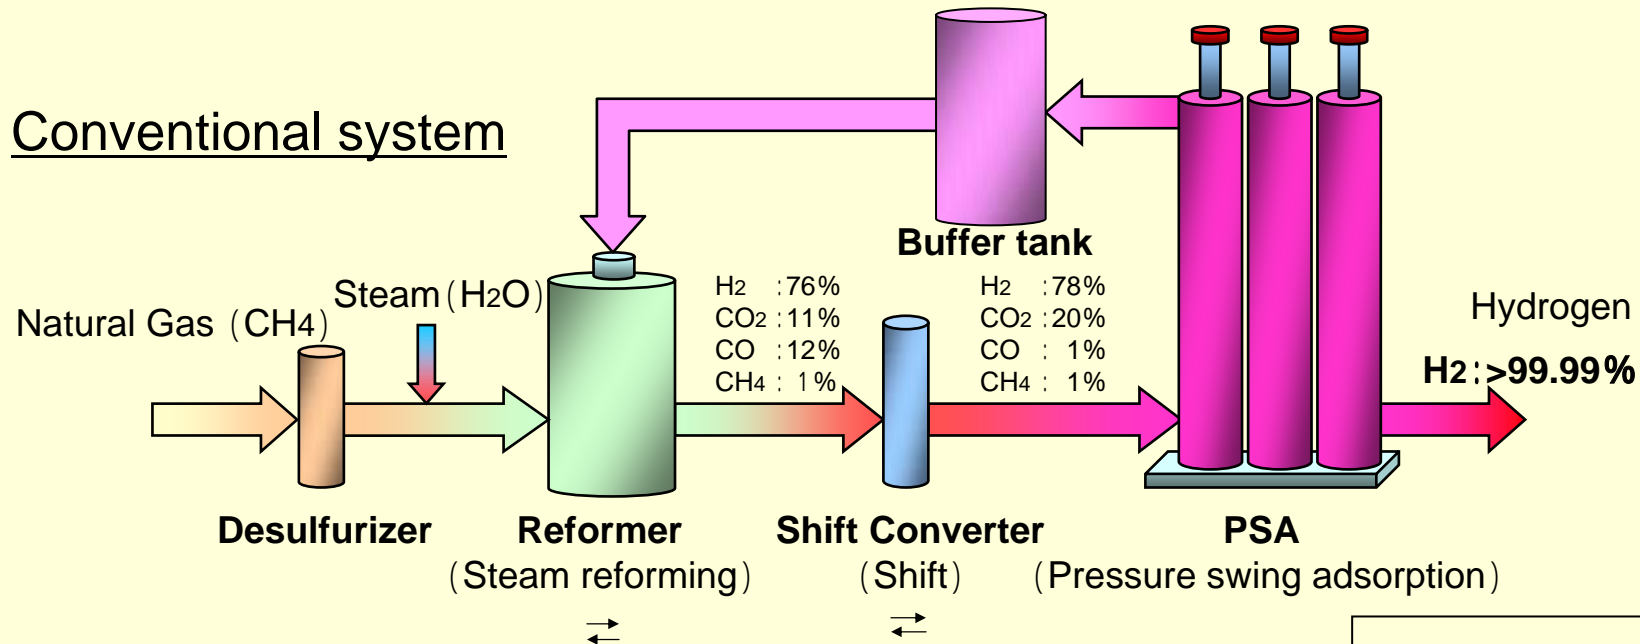 Conventional system
Buffer tank
Natural Gas (CH4)
Steam (H2O)
H2 : 76%
CO2 : 11%
CO : 12%
CH4 : 1%
H2 : 78%
CO2 : 20%
CO : 1%
CH4 : 1%
Hydrogen
H2 : >99.99%
Desulfurizer
Reformer
(Steam reforming)
Shift Converter
(Shift)
PSA
(Pressure swing adsorption)